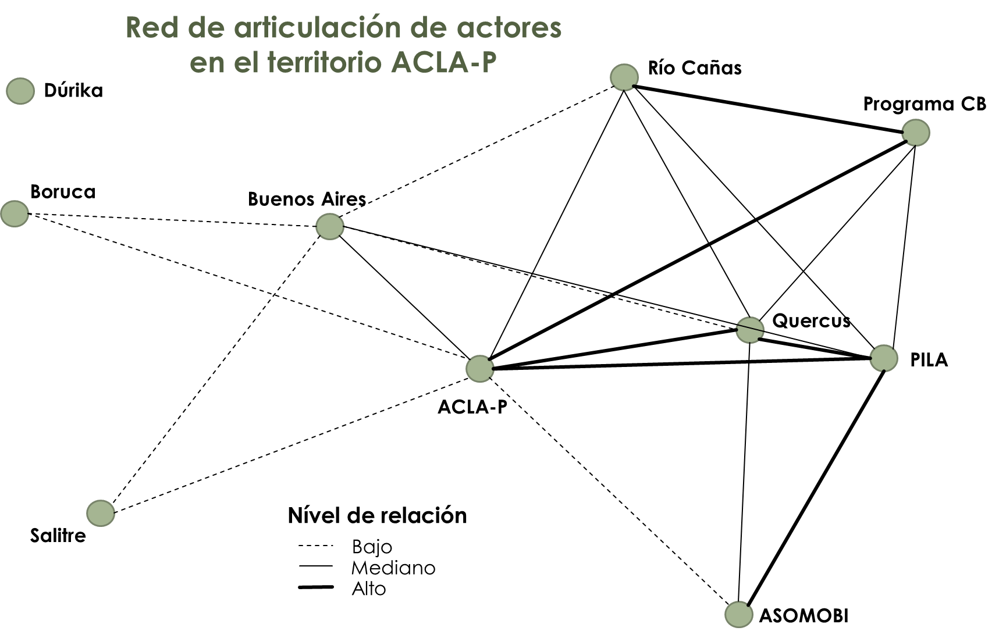 Red de articulación de actores
en el territorio ACLA-P
Río Cañas
Dúrika
Programa CB
Boruca
Buenos Aires
Quercus
PILA
ACLA-P
Salitre
Nível de relación
Bajo
Mediano
Alto
ASOMOBI